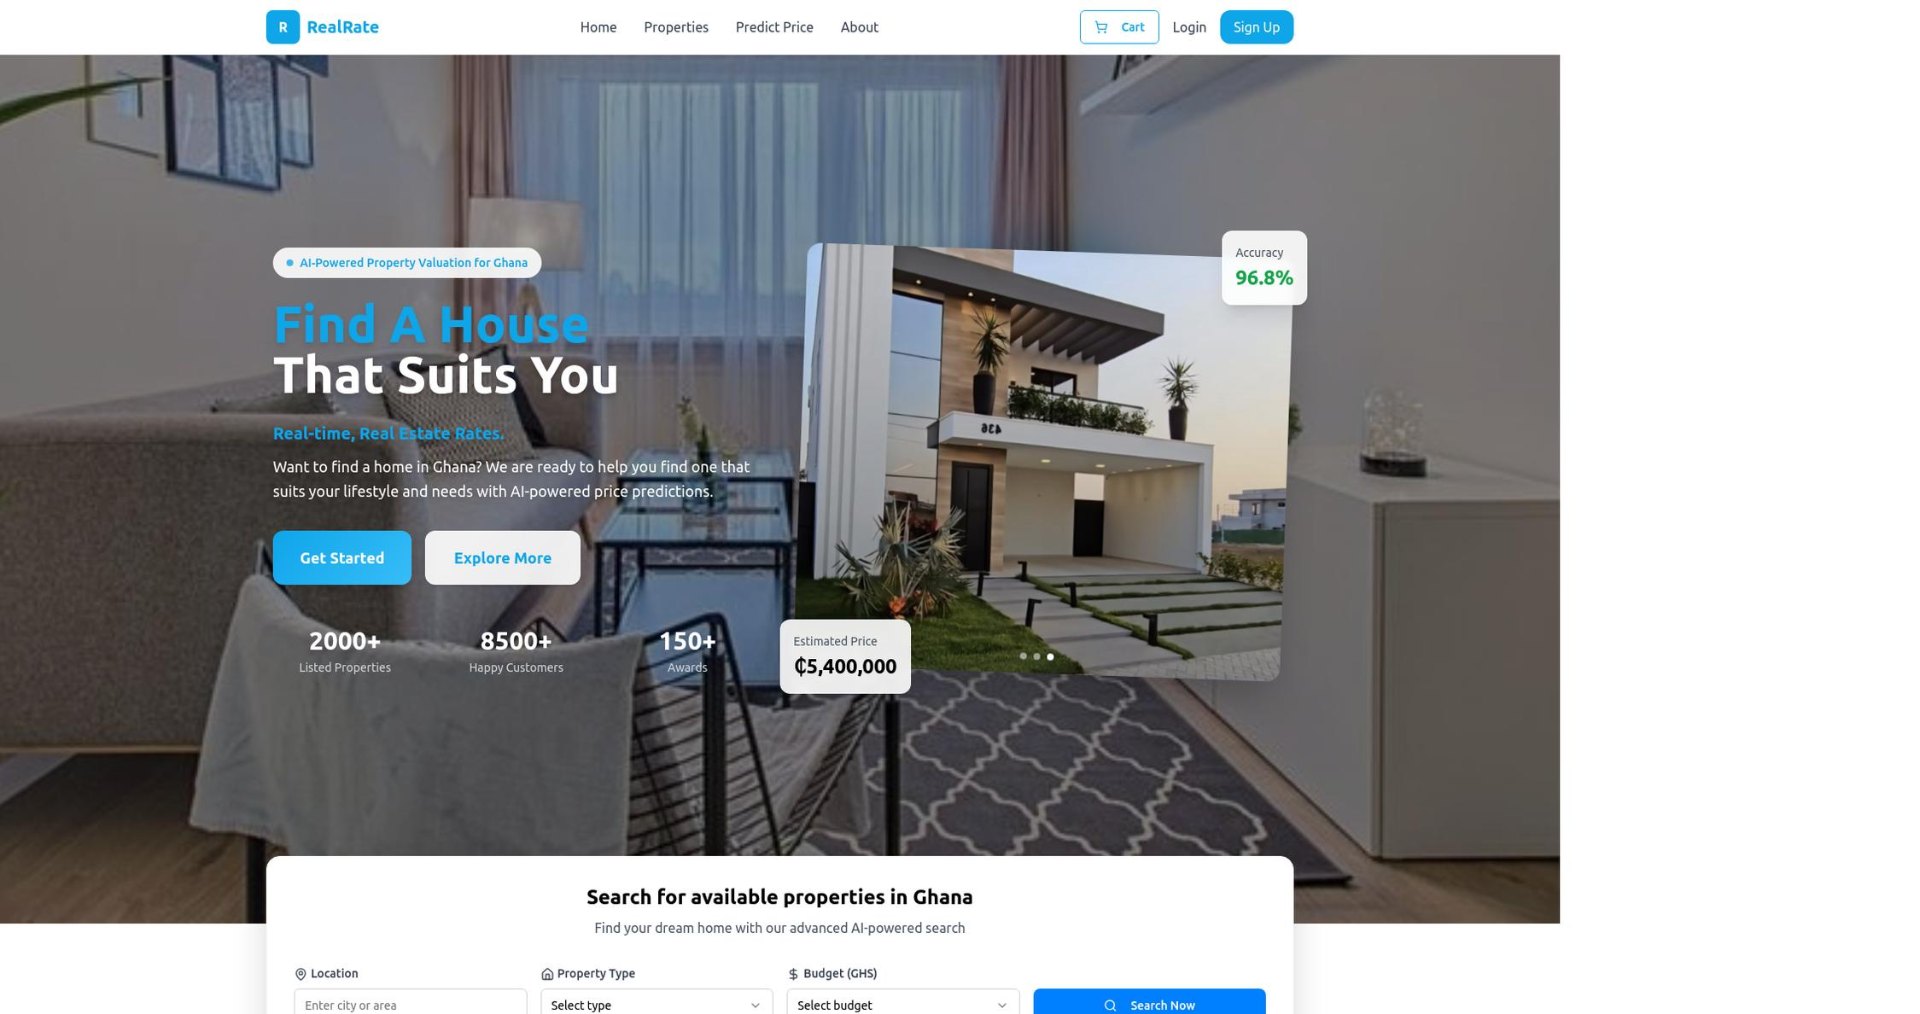 R RealRate
Home Properties Predict Price About
Cart Login Sign Up
AI-Powered Property Valuation for Ghana
Find A House
That Suits You
Real-time, Real Estate Rates.
Want to find a home in Ghana? We are ready to help you find one that
suits your lifestyle and needs with AI-powered price predictions.
Get Started Explore More
2000+ 8500+ 150+
Listed Properties Happy Customers Awards
Accuracy
96.8%
Estimated Price
₵5,400,000
Search for available properties in Ghana
Find your dream home with our advanced AI-powered search
Location Property Type Budget (GHS)
Enter city or area Select type Select budget Search Now